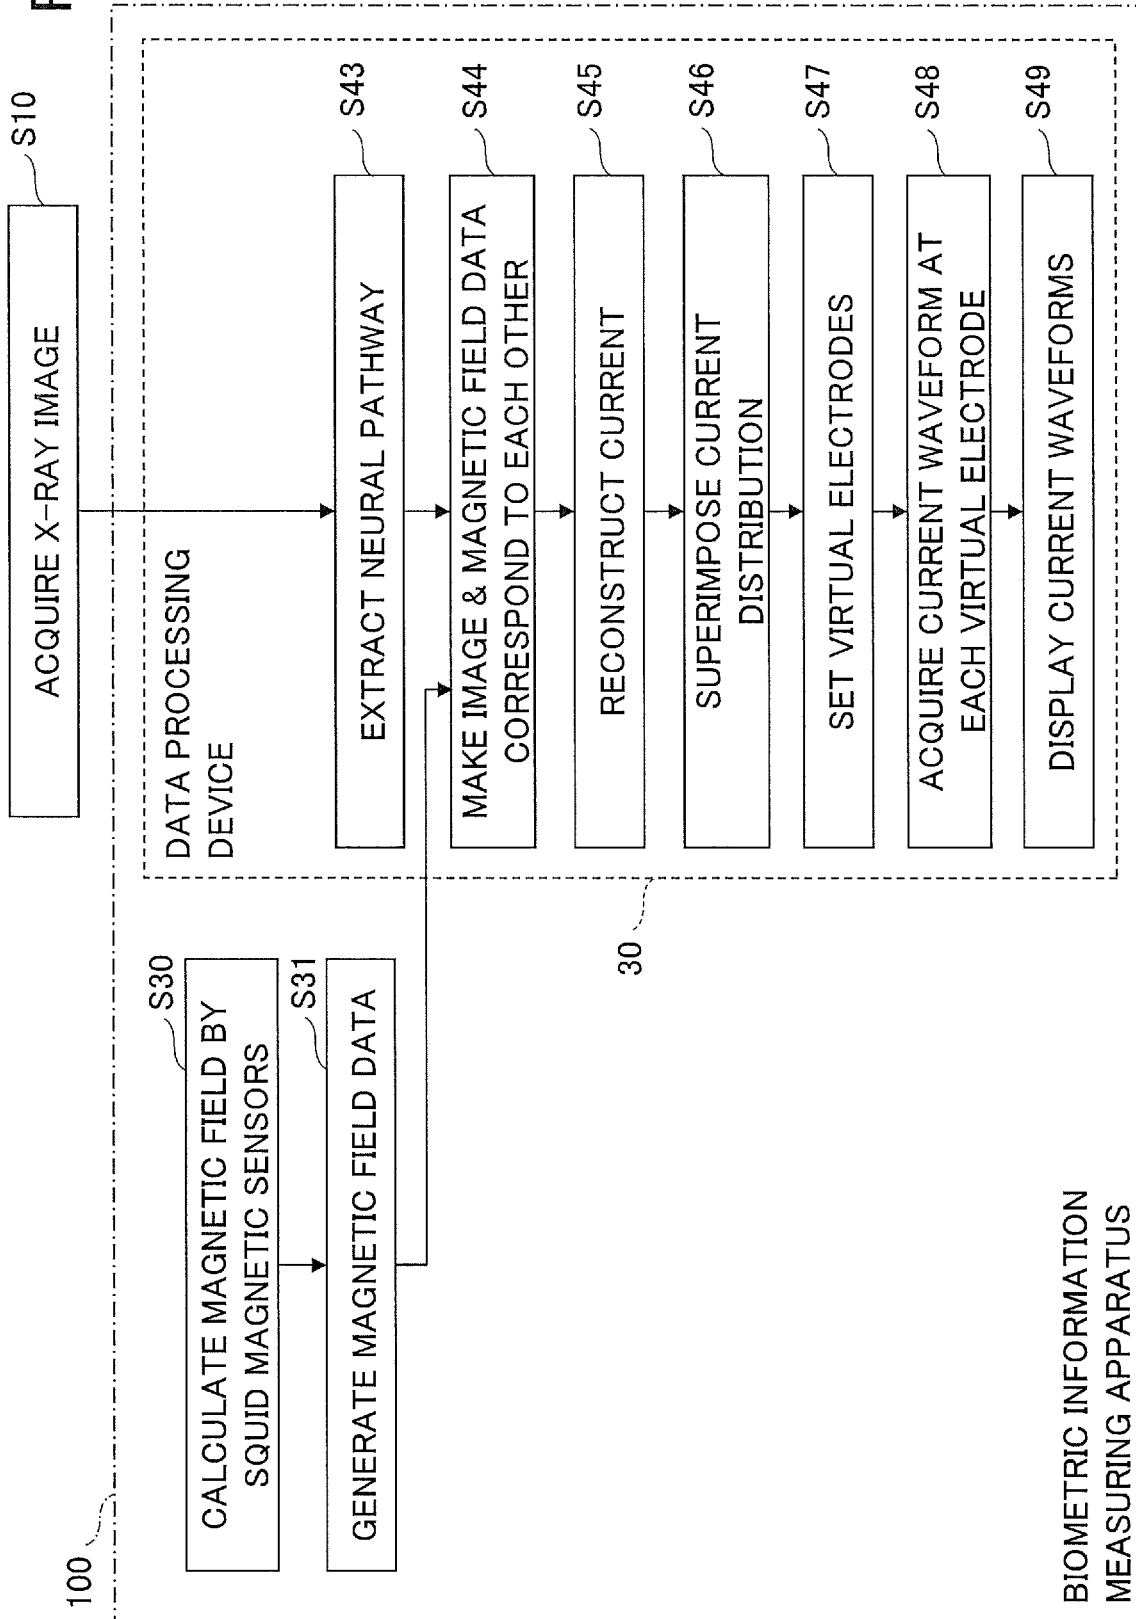 S10
ACQUIRE X-RAY IMAGE
100
S30
CALCULATE MAGNETIC FIELD BY
SQUID MAGNETIC SENSORS
S31
GENERATE MAGNETIC FIELD DATA
DATA PROCESSING
DEVICE
S43
EXTRACT NEURAL PATHWAY
S44
MAKE IMAGE & MAGNETIC FIELD DATA
CORRESPOND TO EACH OTHER
S45
RECONSTRUCT CURRENT
S46
SUPERIMPOSE CURRENT
DISTRIBUTION
S47
SET VIRTUAL ELECTRODES
S48
ACQUIRE CURRENT WAVEFORM AT
EACH VIRTUAL ELECTRODE
S49
DISPLAY CURRENT WAVEFORMS
30
BIOMETRIC INFORMATION
MEASURING APPARATUS